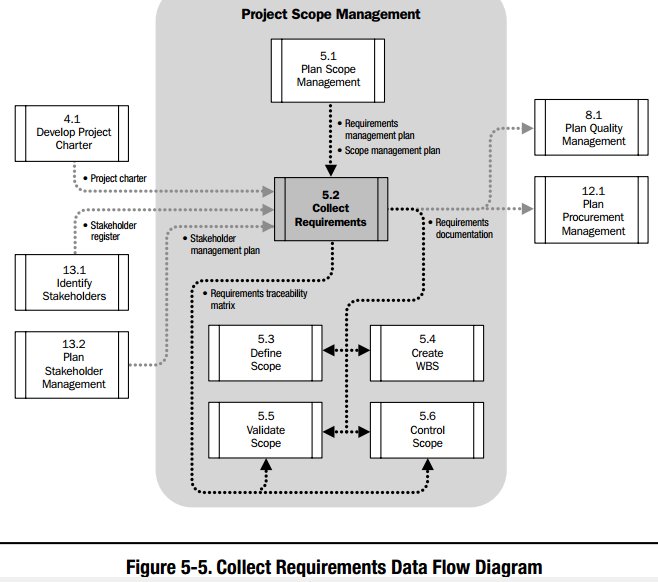 Project Scope Management
5.1
Plan Scope
Management
4.1
Develop Project
Charter
• Requirements
management plan
• Scope management plan
8.1
Plan Quality
Management
• Project charter
5.2
Collect
Requirements
12.1
Plan
Procurement
Management
• Stakeholder
register
• Stakeholder
management plan
• Requirements
documentation
13.1
Identify
Stakeholders
• Requirements traceability
matrix
13.2
Plan
Stakeholder
Management
5.3
Define
Scope
5.4
Create
WBS
5.5
Validate
Scope
5.6
Control
Scope
Figure 5-5. Collect Requirements Data Flow Diagram